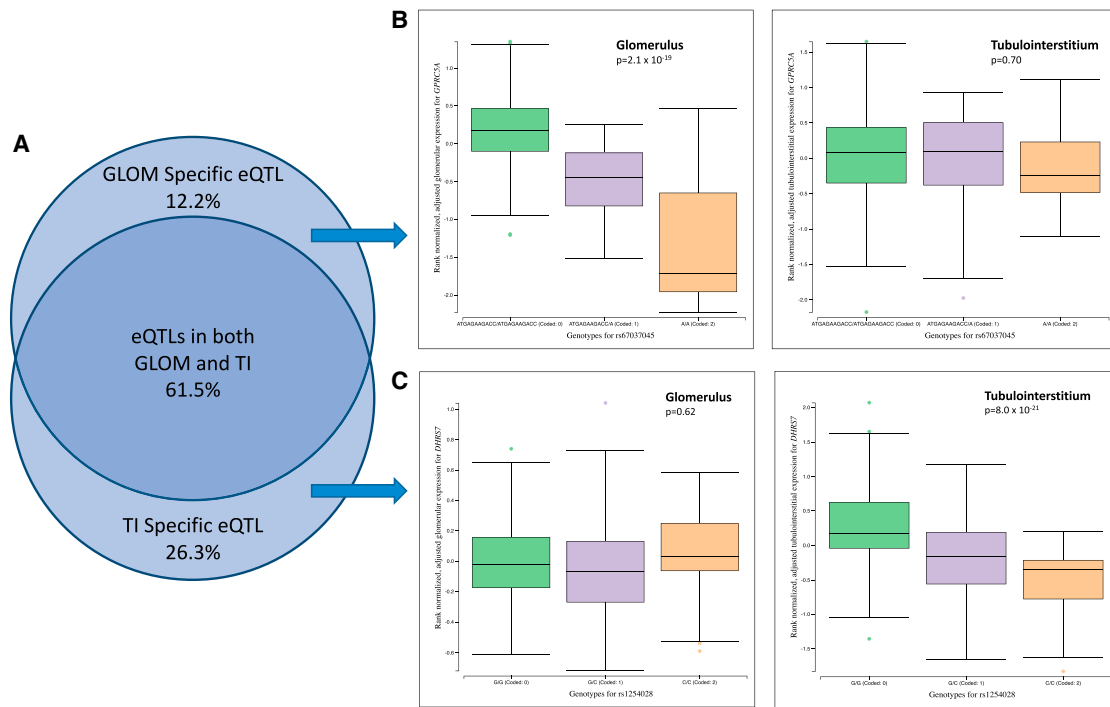 A
GLOM Specific eQTL
12.2%
eQTLs in both
GLOM and TI
61.5%
TI Specific eQTL
26.3%
B
Glomerulus
p=2.1 x 10-19
Rank normalized, adjusted glomerular expression for GPRC5A
1.0
0.5
0.0
-0.5
-1.0
-1.5
-2.0
ATGAGAAGACC/ATGAGAAGACC (Coded: 0)
ATGAGAAGACC/A (Coded: 1)
A/A (Coded: 2)
Genotypes for rs67037045
Tubulointerstitium
p=0.70
Rank normalized, adjusted tubulointerstitial expression for GPRC5A
1.5
1.0
0.5
0.0
-0.5
-1.0
-1.5
-2.0
ATGAGAAGACC/ATGAGAAGACC (Coded: 0)
ATGAGAAGACC/A (Coded: 1)
A/A (Coded: 2)
Genotypes for rs67037045
C
Glomerulus
p=0.62
Rank normalized, adjusted glomerular expression for DHRS7
1.0
0.8
0.6
0.4
0.2
0.0
-0.2
-0.4
-0.6
G/G (Coded: 0)
G/C (Coded: 1)
C/C (Coded: 2)
Genotypes for rs1254028
Tubulointerstitium
p=8.0 x 10-21
Rank normalized, adjusted tubulointerstitial expression for DHRS7
2.0
1.5
1.0
0.5
0.0
-0.5
-1.0
-1.5
G/G (Coded: 0)
G/C (Coded: 1)
C/C (Coded: 2)
Genotypes for rs1254028